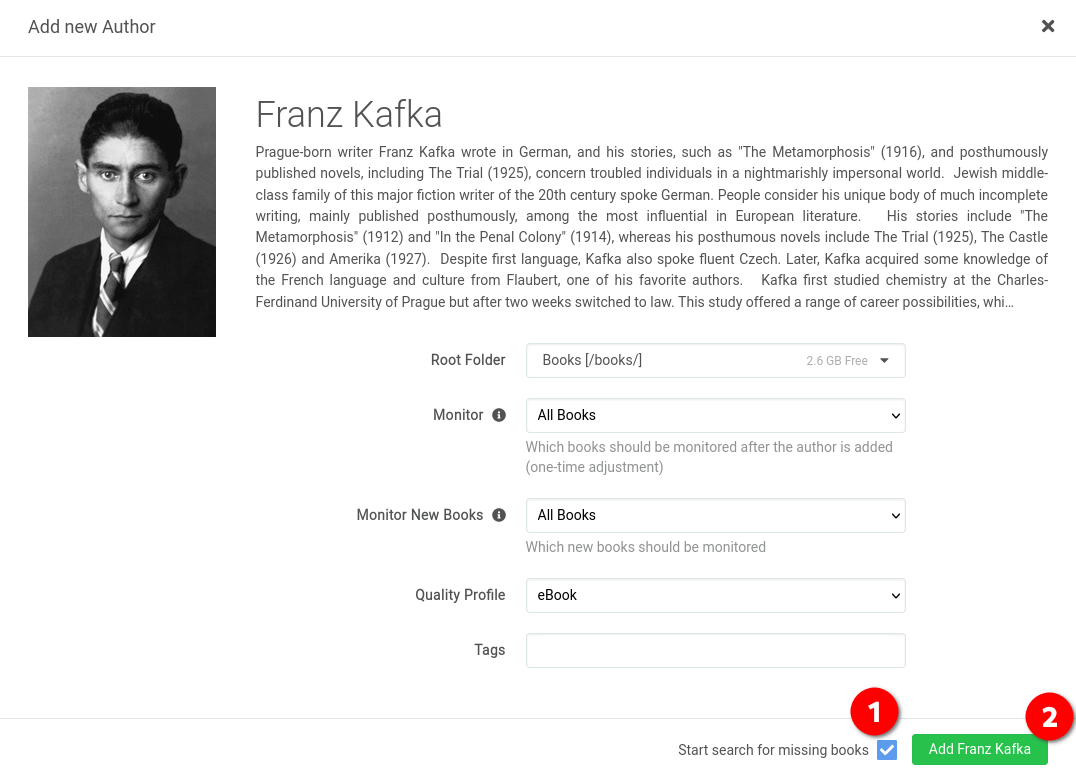 Add new Author
Franz Kafka
Prague-born writer Franz Kafka wrote in German, and his stories, such as "The Metamorphosis" (1916), and posthumously
published novels, including The Trial (1925), concern troubled individuals in a nightmarishly impersonal world. Jewish middle-
class family of this major fiction writer of the 20th century spoke German. People consider his unique body of much incomplete
writing, mainly published posthumously, among the most influential in European literature. His stories include "The
Metamorphosis" (1912) and "In the Penal Colony" (1914), whereas his posthumous novels include The Trial (1925), The Castle
(1926) and Amerika (1927). Despite first language, Kafka also spoke fluent Czech. Later, Kafka acquired some knowledge of
the French language and culture from Flaubert, one of his favorite authors. Kafka first studied chemistry at the Charles-
Ferdinand University of Prague but after two weeks switched to law. This study offered a range of career possibilities, whi…
Root Folder Books [/books/] 2.6 GB Free
Monitor All Books
Which books should be monitored after the author is added
(one-time adjustment)
Monitor New Books All Books
Which new books should be monitored
Quality Profile eBook
Tags
1 2
Start search for missing books Add Franz Kafka